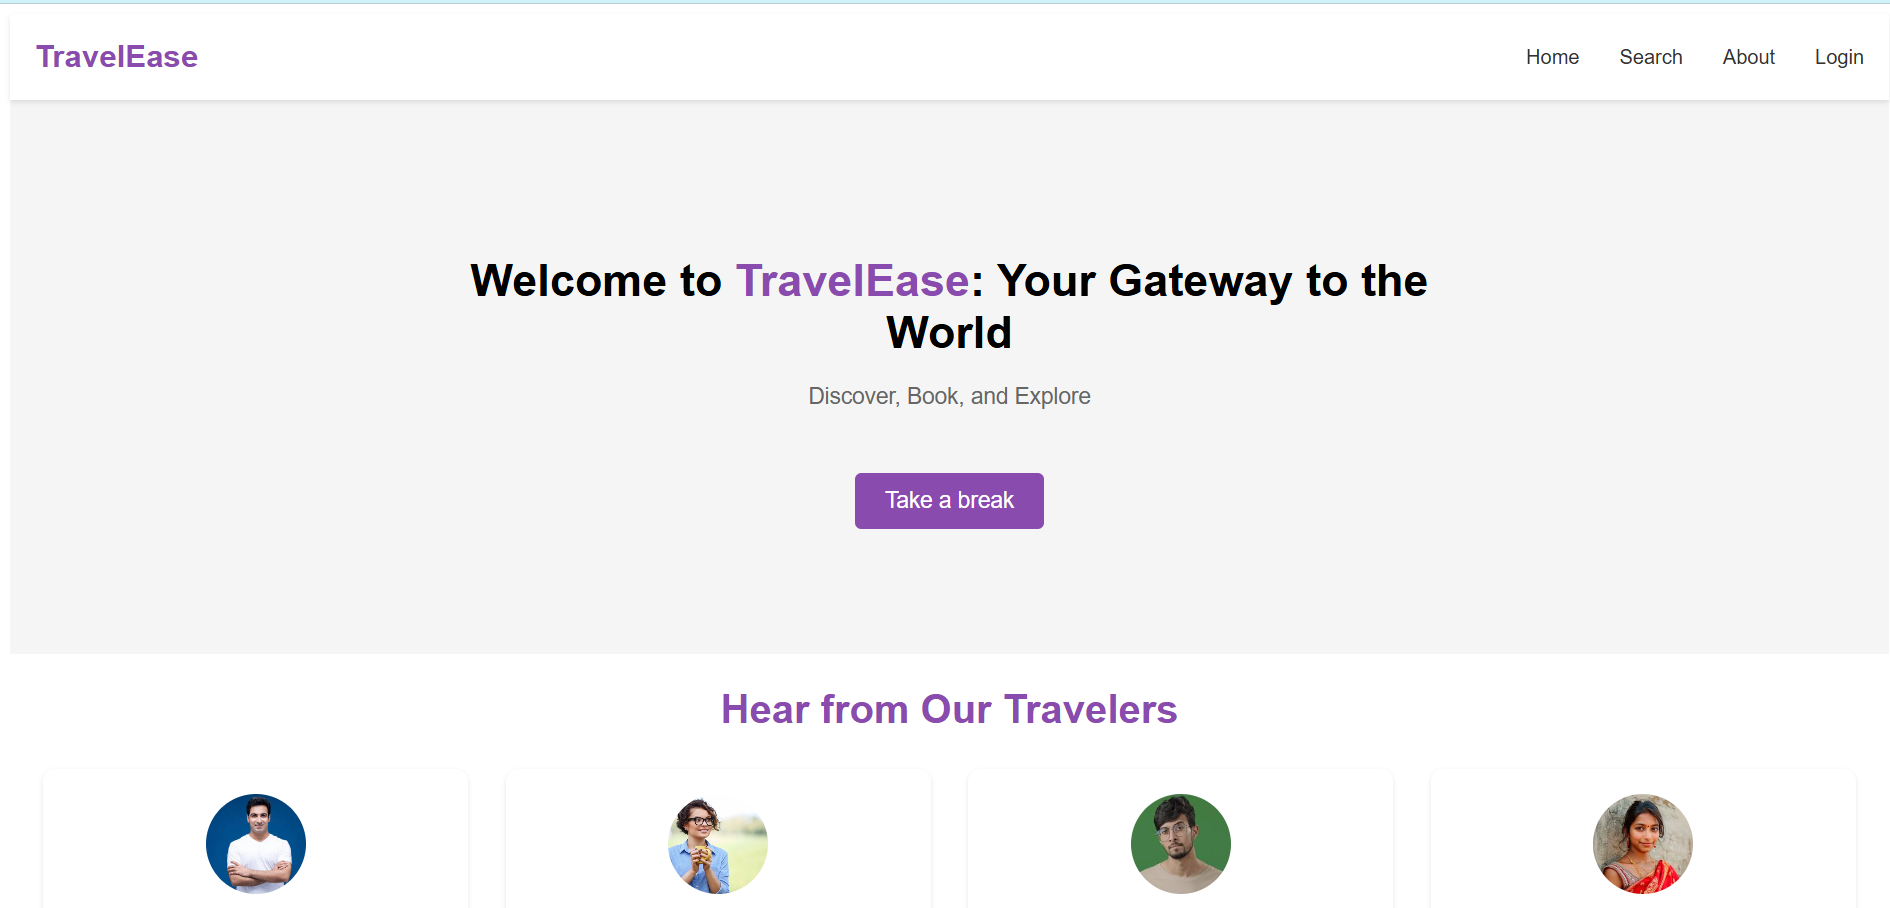 TravelEase
Home Search About Login
Welcome to TravelEase: Your Gateway to the
World
Discover, Book, and Explore
Take a break
Hear from Our Travelers